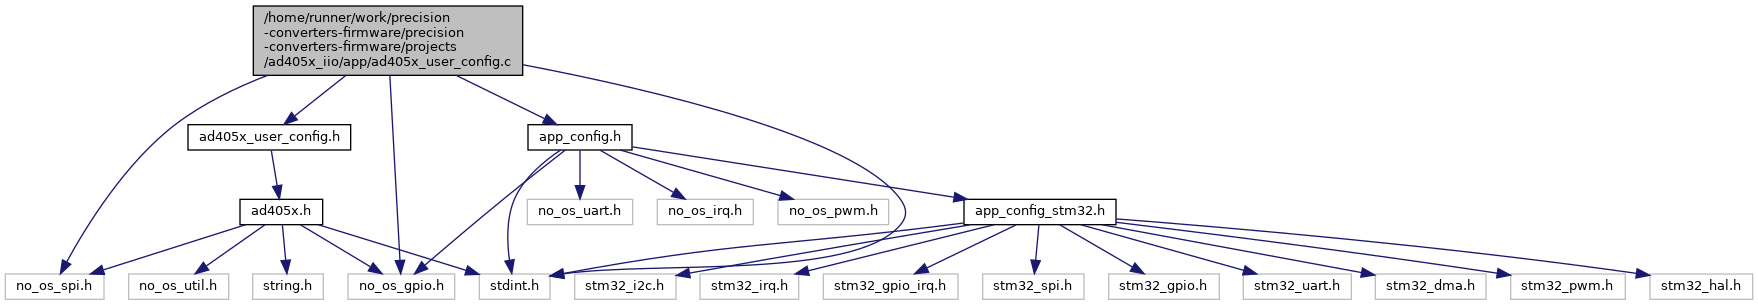 /home/runner/work/precision
-converters-firmware/precision
-converters-firmware/projects
/ad405x_iio/app/ad405x_user_config.c
ad405x_user_config.h
app_config.h
ad405x.h
no_os_uart.h
no_os_irq.h
no_os_pwm.h
app_config_stm32.h
no_os_spi.h
no_os_util.h
string.h
no_os_gpio.h
stdint.h
stm32_i2c.h
stm32_irq.h
stm32_gpio_irq.h
stm32_spi.h
stm32_gpio.h
stm32_uart.h
stm32_dma.h
stm32_pwm.h
stm32_hal.h